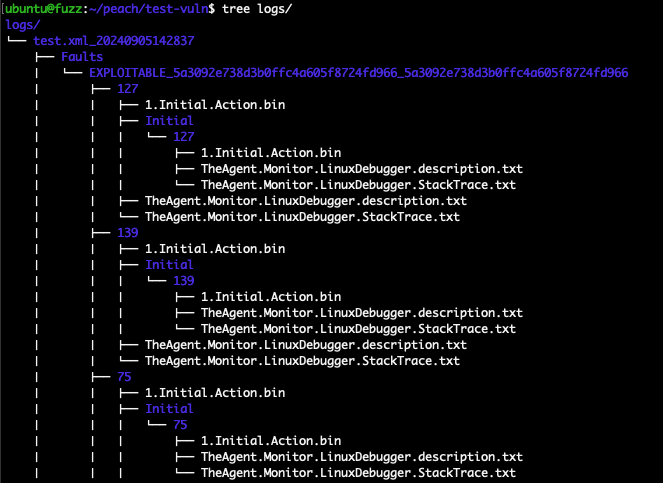 ubuntu@fuzz:~/peach/test-vuln$ tree logs/
logs/
└── test.xml_20240905142837
    ├── Faults
    │   └── EXPLOITABLE_5a3092e738d3b0ffc4a605f8724fd966_5a3092e738d3b0ffc4a605f8724fd966
    │       ├── 127
    │       │   ├── 1.Initial.Action.bin
    │       │   ├── Initial
    │       │   │   └── 127
    │       │   │       ├── 1.Initial.Action.bin
    │       │   │       ├── TheAgent.Monitor.LinuxDebugger.description.txt
    │       │   │       └── TheAgent.Monitor.LinuxDebugger.StackTrace.txt
    │       │   ├── TheAgent.Monitor.LinuxDebugger.description.txt
    │       │   └── TheAgent.Monitor.LinuxDebugger.StackTrace.txt
    │       ├── 139
    │       │   ├── 1.Initial.Action.bin
    │       │   ├── Initial
    │       │   │   └── 139
    │       │   │       ├── 1.Initial.Action.bin
    │       │   │       ├── TheAgent.Monitor.LinuxDebugger.description.txt
    │       │   │       └── TheAgent.Monitor.LinuxDebugger.StackTrace.txt
    │       │   ├── TheAgent.Monitor.LinuxDebugger.description.txt
    │       │   └── TheAgent.Monitor.LinuxDebugger.StackTrace.txt
    │       ├── 75
    │       │   ├── 1.Initial.Action.bin
    │       │   ├── Initial
    │       │   │   └── 75
    │       │   │       ├── 1.Initial.Action.bin
    │       │   │       ├── TheAgent.Monitor.LinuxDebugger.description.txt
    │       │   │       └── TheAgent.Monitor.LinuxDebugger.StackTrace.txt